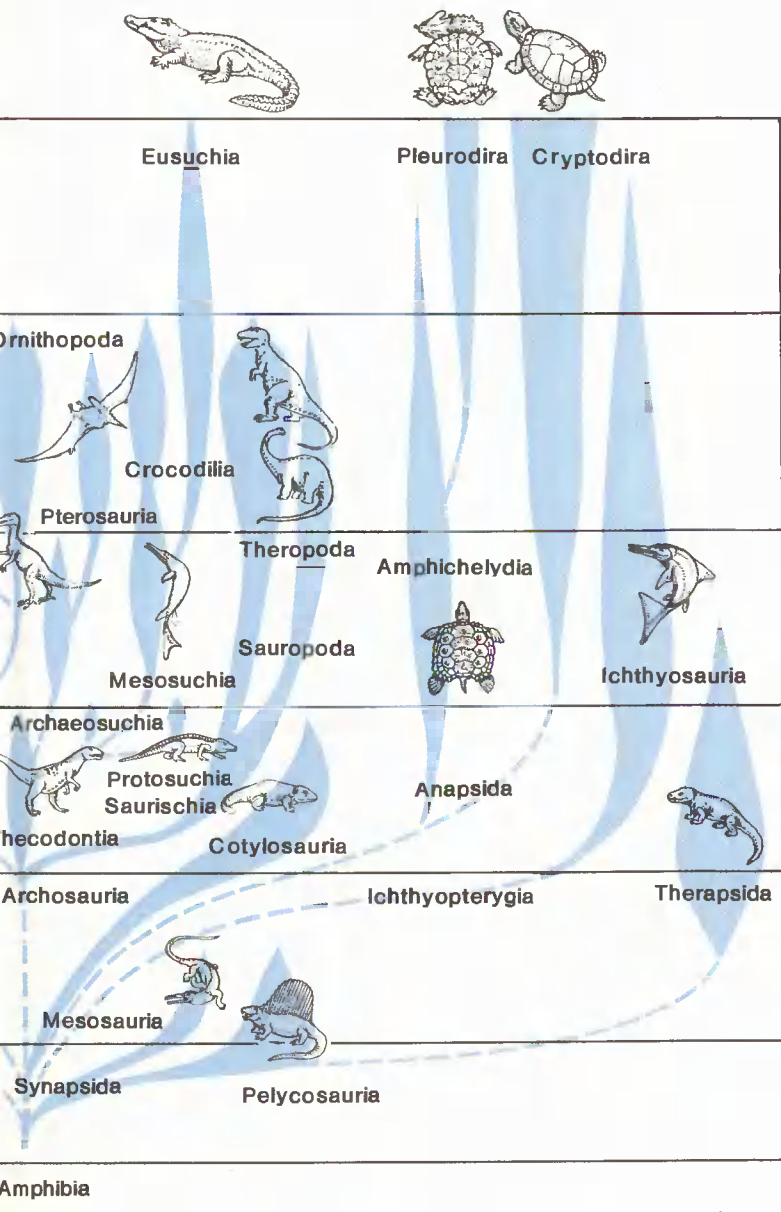 Eusuchia
Pleurodira Cryptodira
Ornithopoda
Crocodilia
Pterosauria
Theropoda
Amphichelydia
Sauropoda
Mesosuchia
Ichthyosauria
Archaeosuchia
Protosuchia
Saurischia
Anapsida
hecodontia
Cotylosauria
Archosauria
Ichthyopterygia
Therapsida
Mesosauria
Synapsida
Pelycosauria
Amphibia